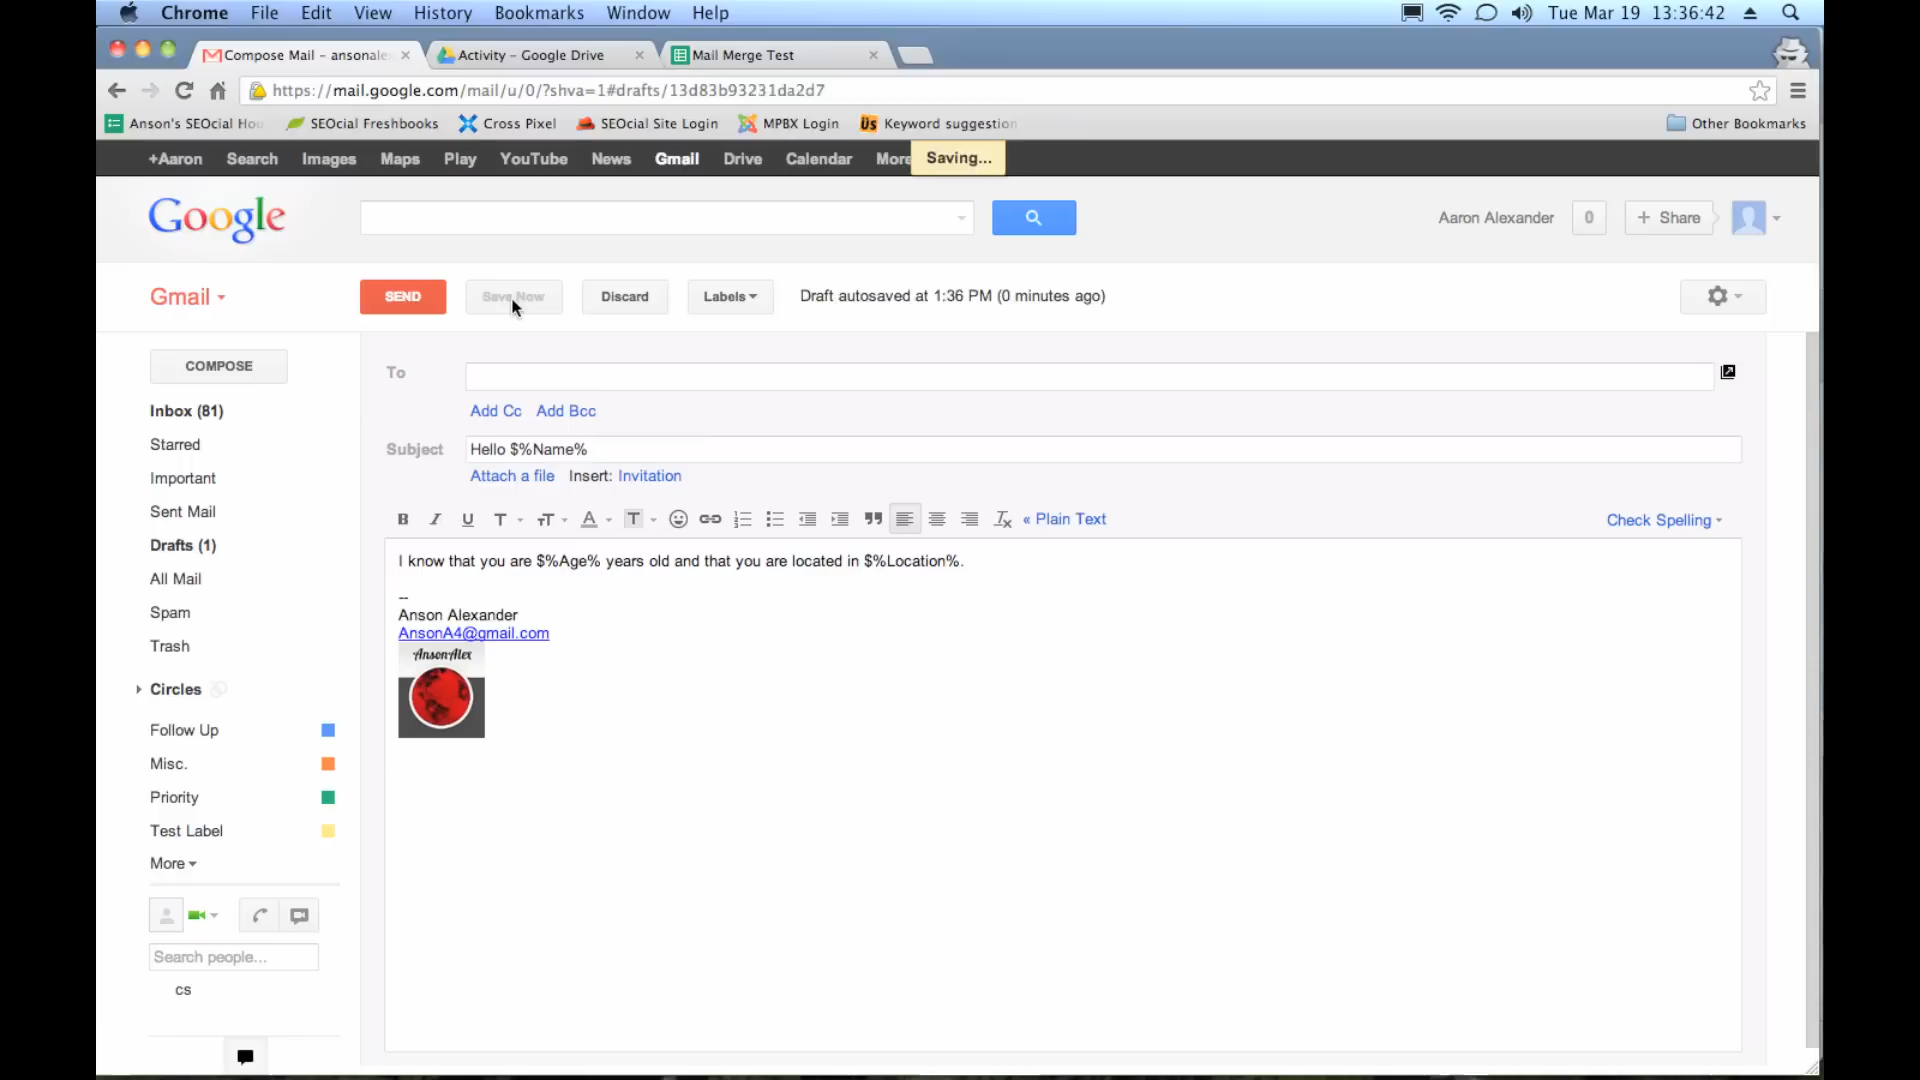 Chrome File Edit View History Bookmarks Window Help Tue Mar 19 13:36:42
Compose Mail – ansonale Activity – Google Drive Mail Merge Test
https://mail.google.com/mail/u/0/?shva=1#drafts/13d83b93231da2d7
Anson's SEOcial Hou SEOcial Freshbooks Cross Pixel SEOcial Site Login MPBX Login Keyword suggestion Other Bookmarks
+Aaron Search Images Maps Play YouTube News Gmail Drive Calendar More Saving...
Google Aaron Alexander 0 + Share
Gmail SEND Save Now Discard Labels Draft autosaved at 1:36 PM (0 minutes ago)
COMPOSE
Inbox (81)
Starred
Important
Sent Mail
Drafts (1)
All Mail
Spam
Trash
Circles
Follow Up
Misc.
Priority
Test Label
More
Search people...
cs
To
Add Cc Add Bcc
Subject Hello $%Name%
Attach a file Insert: Invitation
B I U T TT A T « Plain Text Check Spelling
I know that you are $%Age% years old and that you are located in $%Location%.
--
Anson Alexander
AnsonA4@gmail.com
AnsonAlex